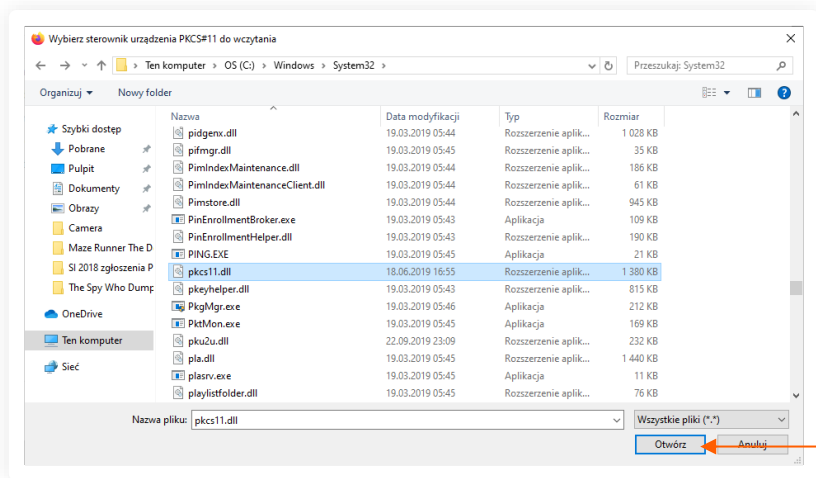 Wybierz sterownik urządzenia PKCS#11 do wczytania
Ten komputer > OS (C:) > Windows > System32 >
Przeszukaj: System32
Organizuj
Nowy folder
Szybki dostęp
Pobrane
Pulpit
Dokumenty
Obrazy
Camera
Maze Runner The D
SI 2018 zgłoszenia P
The Spy Who Dump
OneDrive
Ten komputer
Sieć
Nazwa Data modyfikacji Typ Rozmiar
pidgenx.dll 19.03.2019 05:44 Rozszerzenie aplik... 1 028 KB
pifmgr.dll 19.03.2019 05:45 Rozszerzenie aplik... 35 KB
PimIndexMaintenance.dll 19.03.2019 05:44 Rozszerzenie aplik... 186 KB
PimIndexMaintenanceClient.dll 19.03.2019 05:44 Rozszerzenie aplik... 61 KB
Pimstore.dll 19.03.2019 05:44 Rozszerzenie aplik... 945 KB
PinEnrollmentBroker.exe 19.03.2019 05:43 Aplikacja 109 KB
PinEnrollmentHelper.dll 19.03.2019 05:43 Rozszerzenie aplik... 190 KB
PING.EXE 19.03.2019 05:45 Aplikacja 21 KB
pkcs11.dll 18.06.2019 16:55 Rozszerzenie aplik... 1 380 KB
pkeyhelper.dll 19.03.2019 05:43 Rozszerzenie aplik... 815 KB
PkgMgr.exe 19.03.2019 05:46 Aplikacja 212 KB
PktMon.exe 19.03.2019 05:45 Aplikacja 169 KB
pku2u.dll 22.09.2019 23:09 Rozszerzenie aplik... 232 KB
pla.dll 19.03.2019 05:45 Rozszerzenie aplik... 1 440 KB
plasrv.exe 19.03.2019 05:45 Aplikacja 11 KB
playlistfolder.dll 19.03.2019 05:45 Rozszerzenie aplik... 76 KB
Nazwa pliku: pkcs11.dll
Wszystkie pliki (*.*)
Otwórz
Anuluj